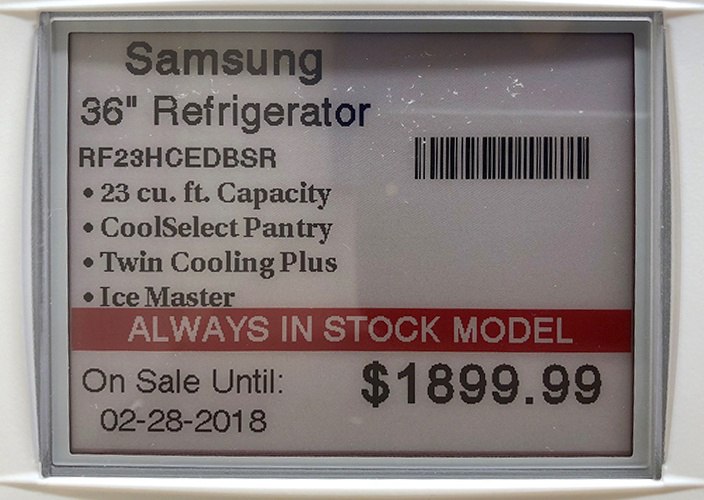 Samsung
36" Refrigerator
RF23HCEDBSR
• 23 cu. ft. Capacity
• CoolSelect Pantry
• Twin Cooling Plus
• Ice Master
ALWAYS IN STOCK MODEL
On Sale Until:
02-28-2018
$1899.99